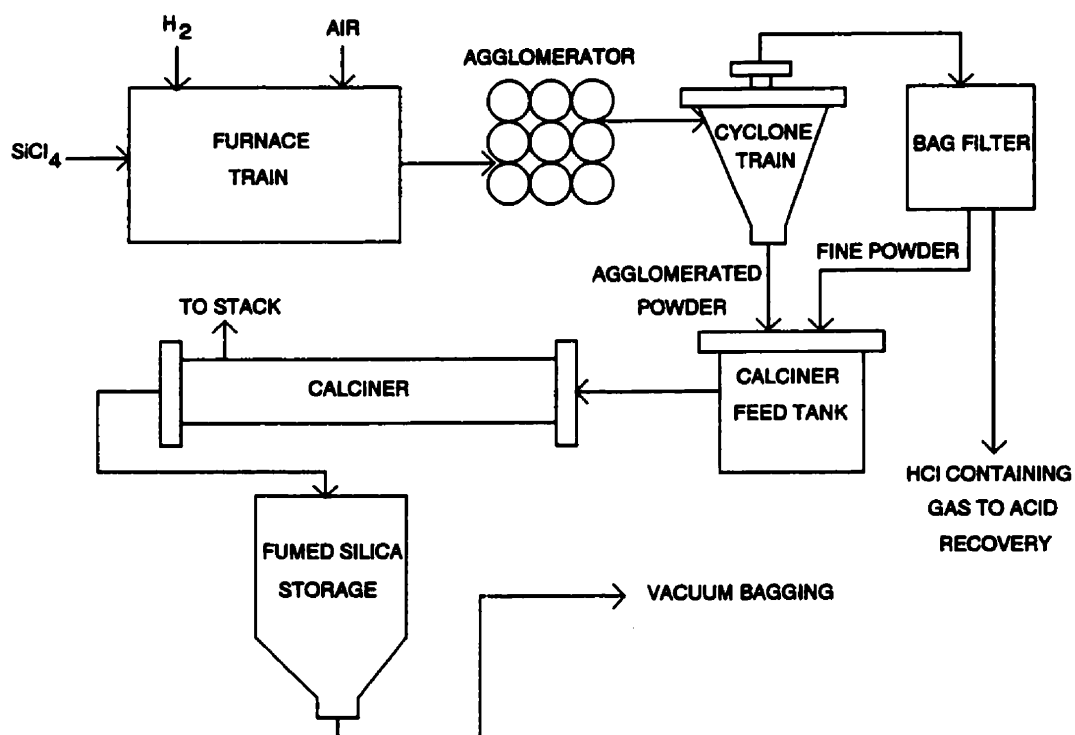 H2
AIR
AGGLOMERATOR
SiCl4
FURNACE
TRAIN
CYCLONE
TRAIN
BAG FILTER
FINE POWDER
AGGLOMERATED
POWDER
TO STACK
CALCINER
CALCINER
FEED TANK
HCl CONTAINING
GAS TO ACID
RECOVERY
FUMED SILICA
STORAGE
VACUUM BAGGING